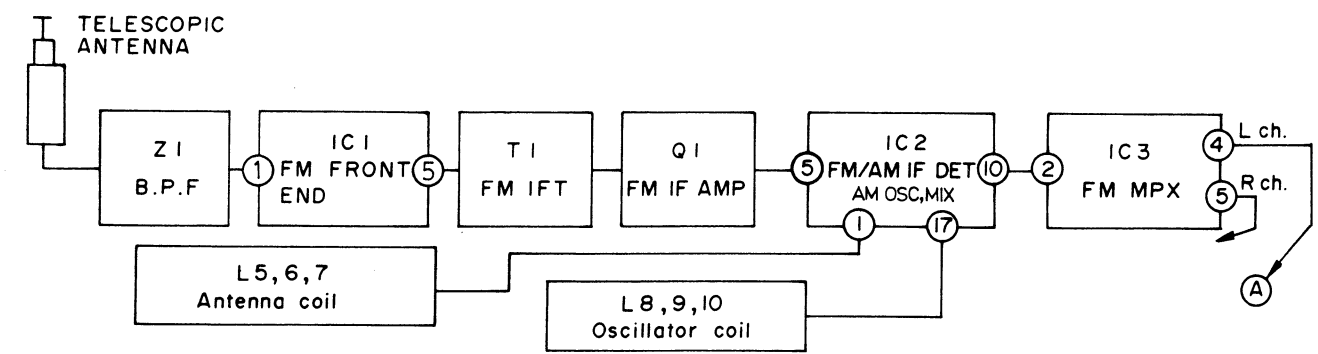 TELESCOPIC
ANTENNA
Z1
B.P.F
1
IC1
FM FRONT
END
5
T1
FM IFT
Q1
FM IF AMP
5
IC2
FM/AM IF DET
AM OSC,MIX
10
1
17
2
IC3
FM MPX
4
L ch.
5
R ch.
L5,6,7
Antenna coil
L8,9,10
Oscillator coil
A